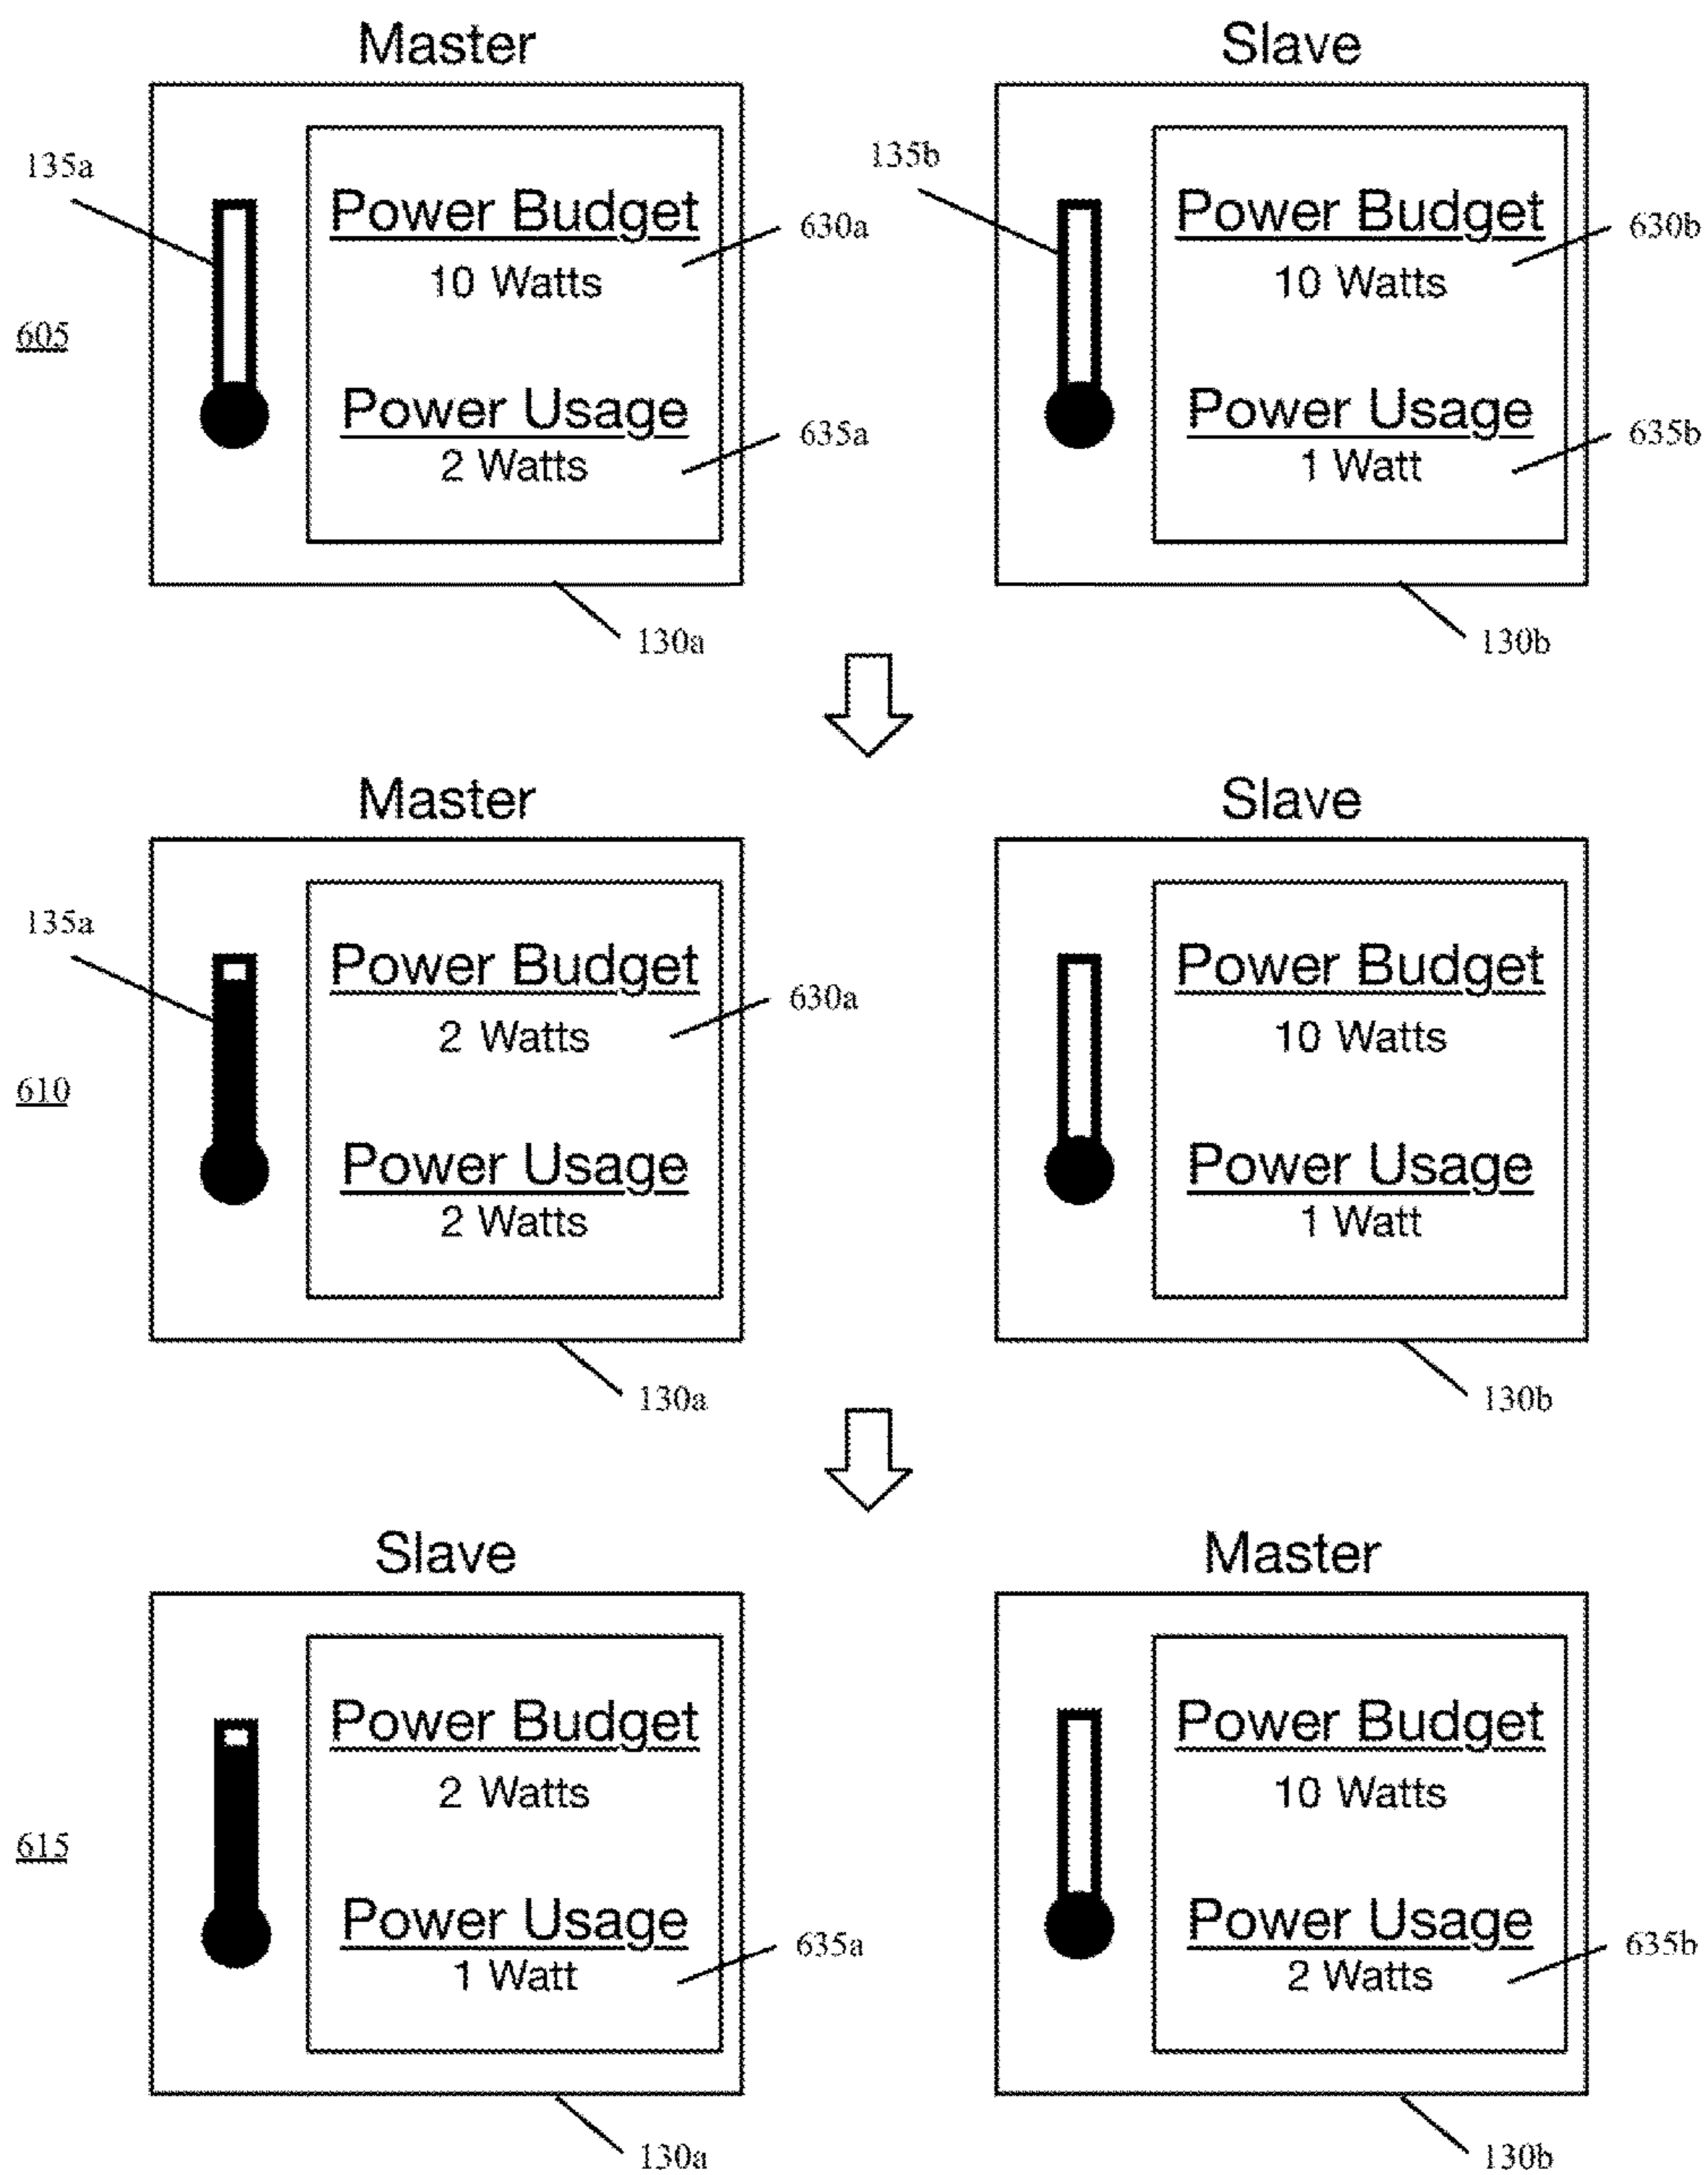 Master
Slave
135a
135b
Power Budget
10 Watts
630a
Power Budget
10 Watts
630b
605
Power Usage
2 Watts
635a
Power Usage
1 Watt
635b
130a
130b
Master
Slave
135a
Power Budget
2 Watts
630a
Power Budget
10 Watts
610
Power Usage
2 Watts
Power Usage
1 Watt
130a
130b
Slave
Master
Power Budget
2 Watts
Power Budget
10 Watts
615
Power Usage
1 Watt
635a
Power Usage
2 Watts
635b
130a
130b